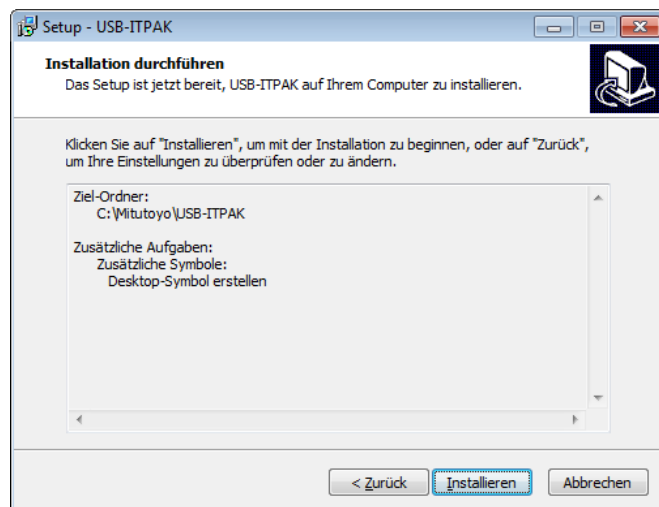 Setup - USB-ITPAK
Installation durchführen
Das Setup ist jetzt bereit, USB-ITPAK auf Ihrem Computer zu installieren.
Klicken Sie auf "Installieren", um mit der Installation zu beginnen, oder auf "Zurück",
um Ihre Einstellungen zu überprüfen oder zu ändern.
Ziel-Ordner:
C:\Mitutoyo\USB-ITPAK
Zusätzliche Aufgaben:
Zusätzliche Symbole:
Desktop-Symbol erstellen
< Zurück Installieren Abbrechen